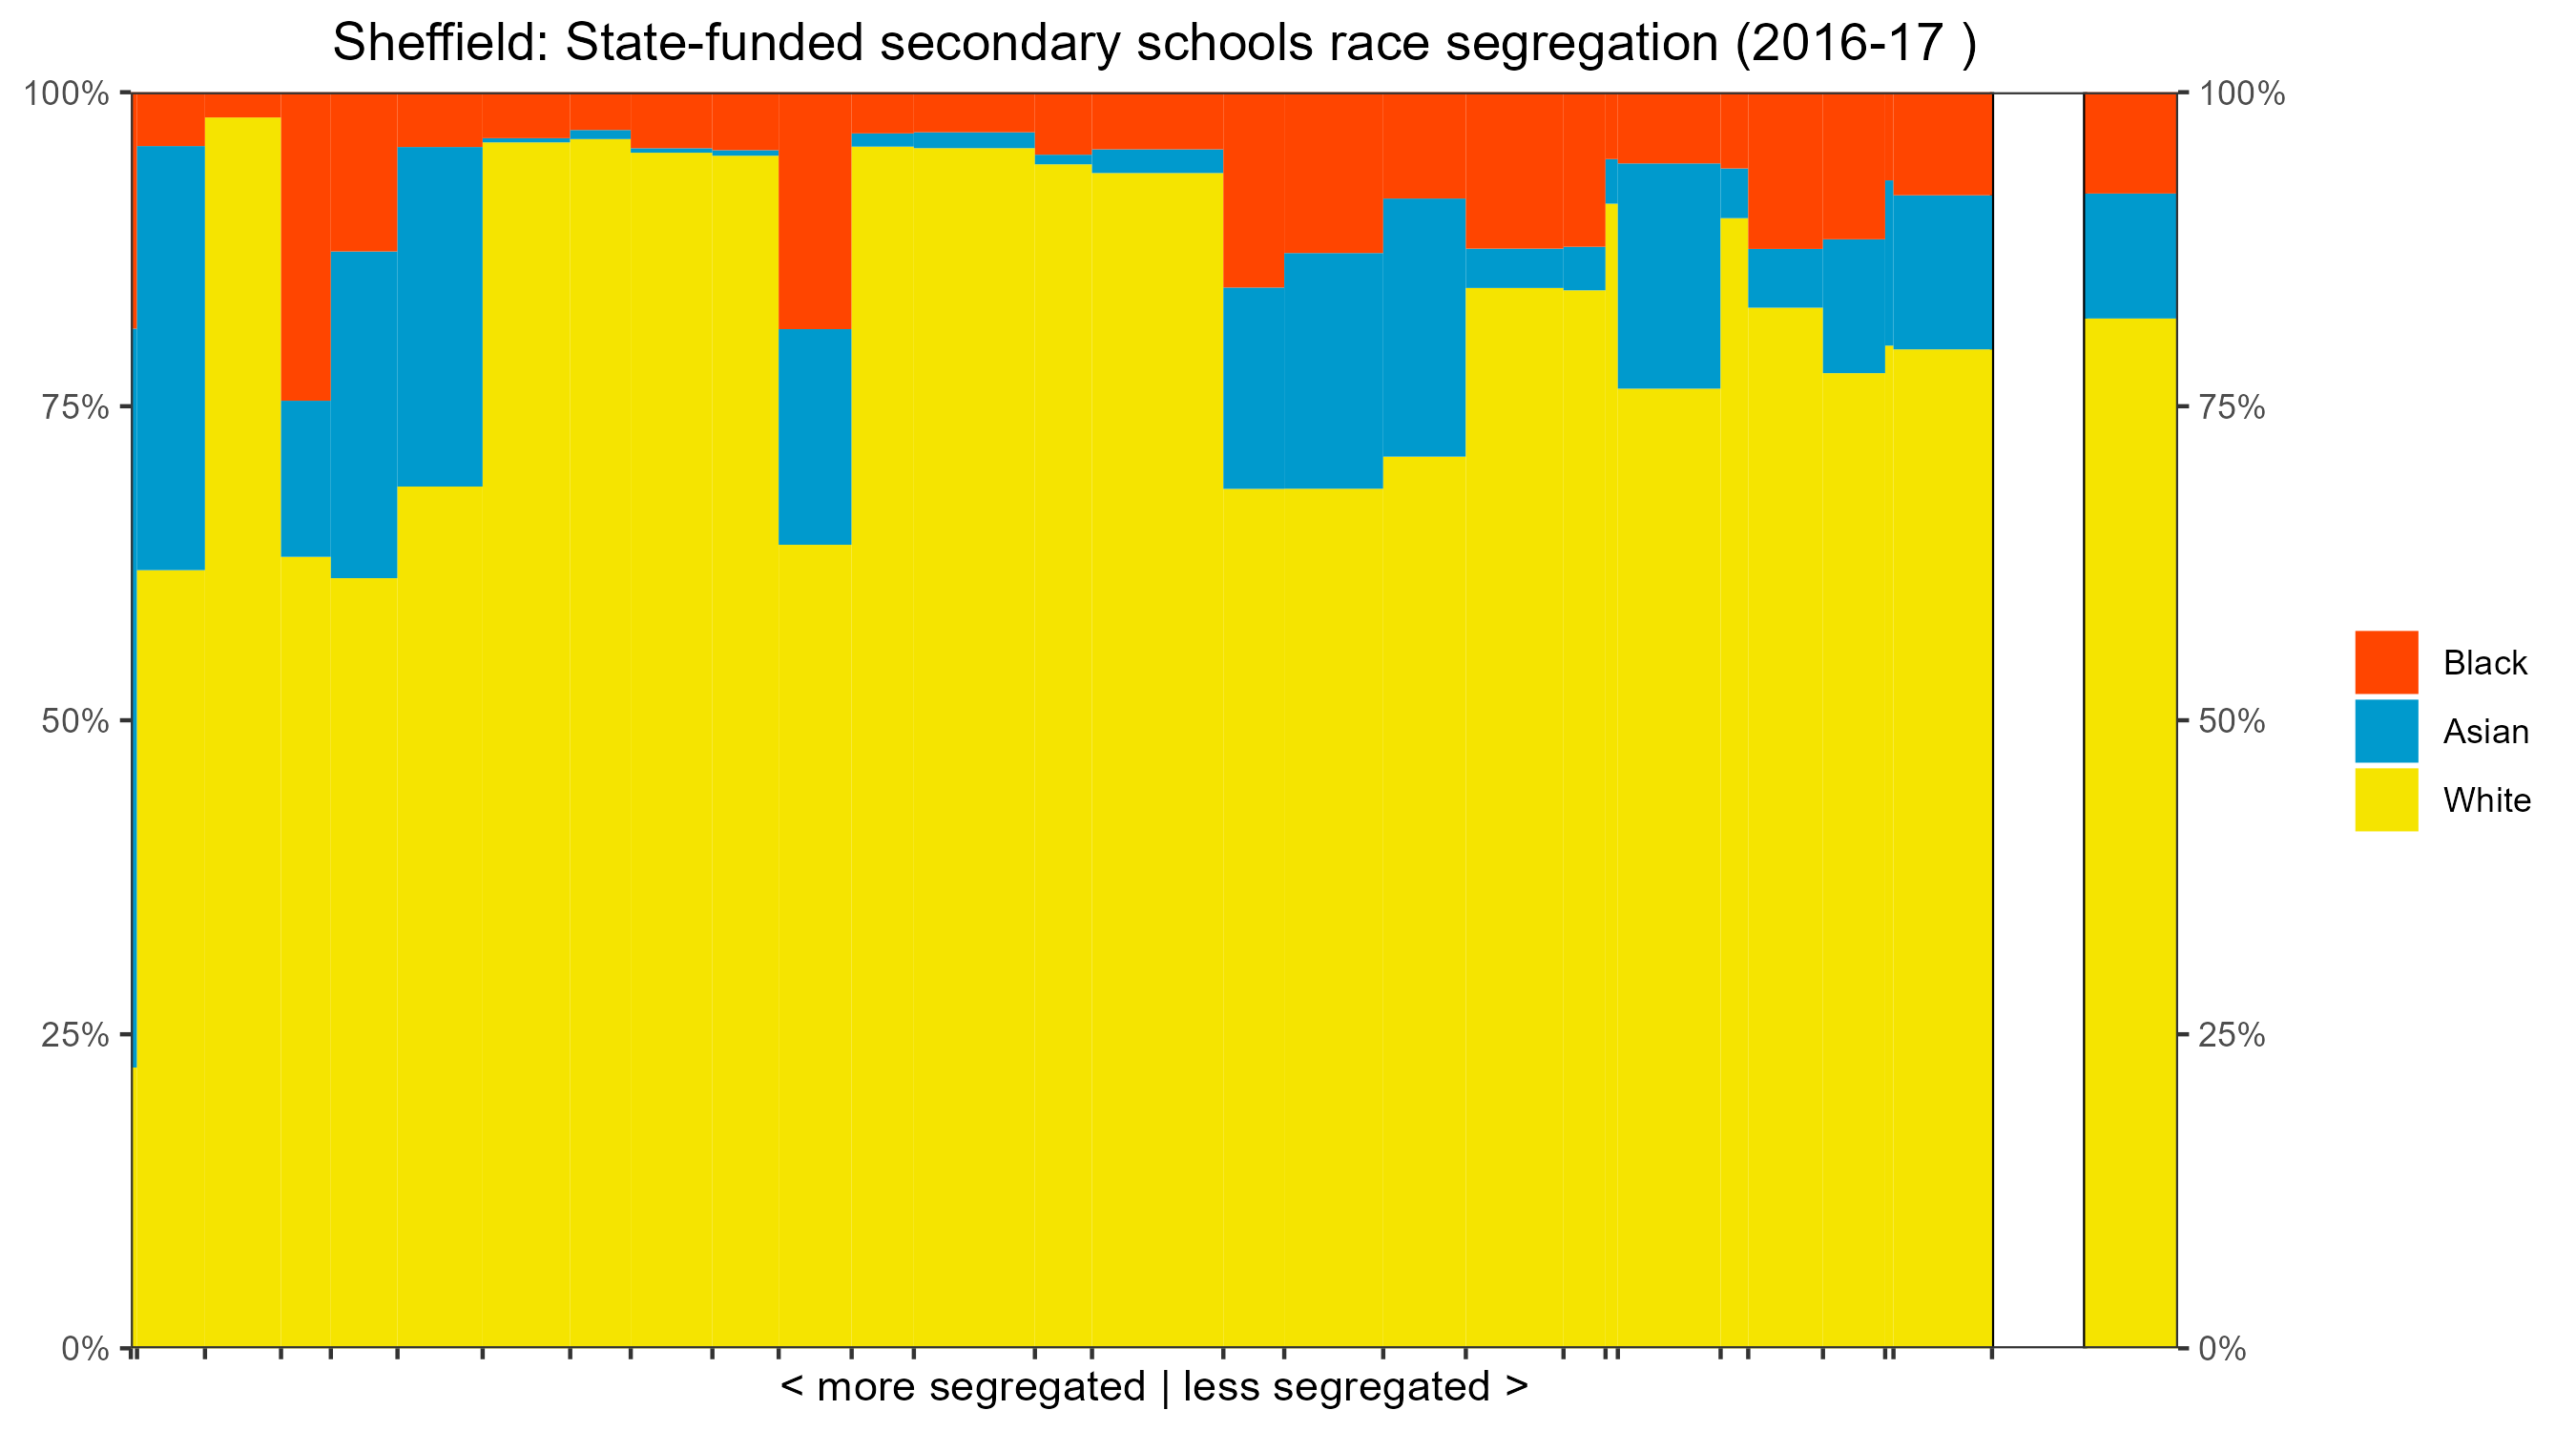 Sheffield: State-funded secondary schools race segregation (2016-17 )
100%
75%
50%
25%
0%
100%
75%
50%
25%
0%
Black
Asian
White
< more segregated | less segregated >